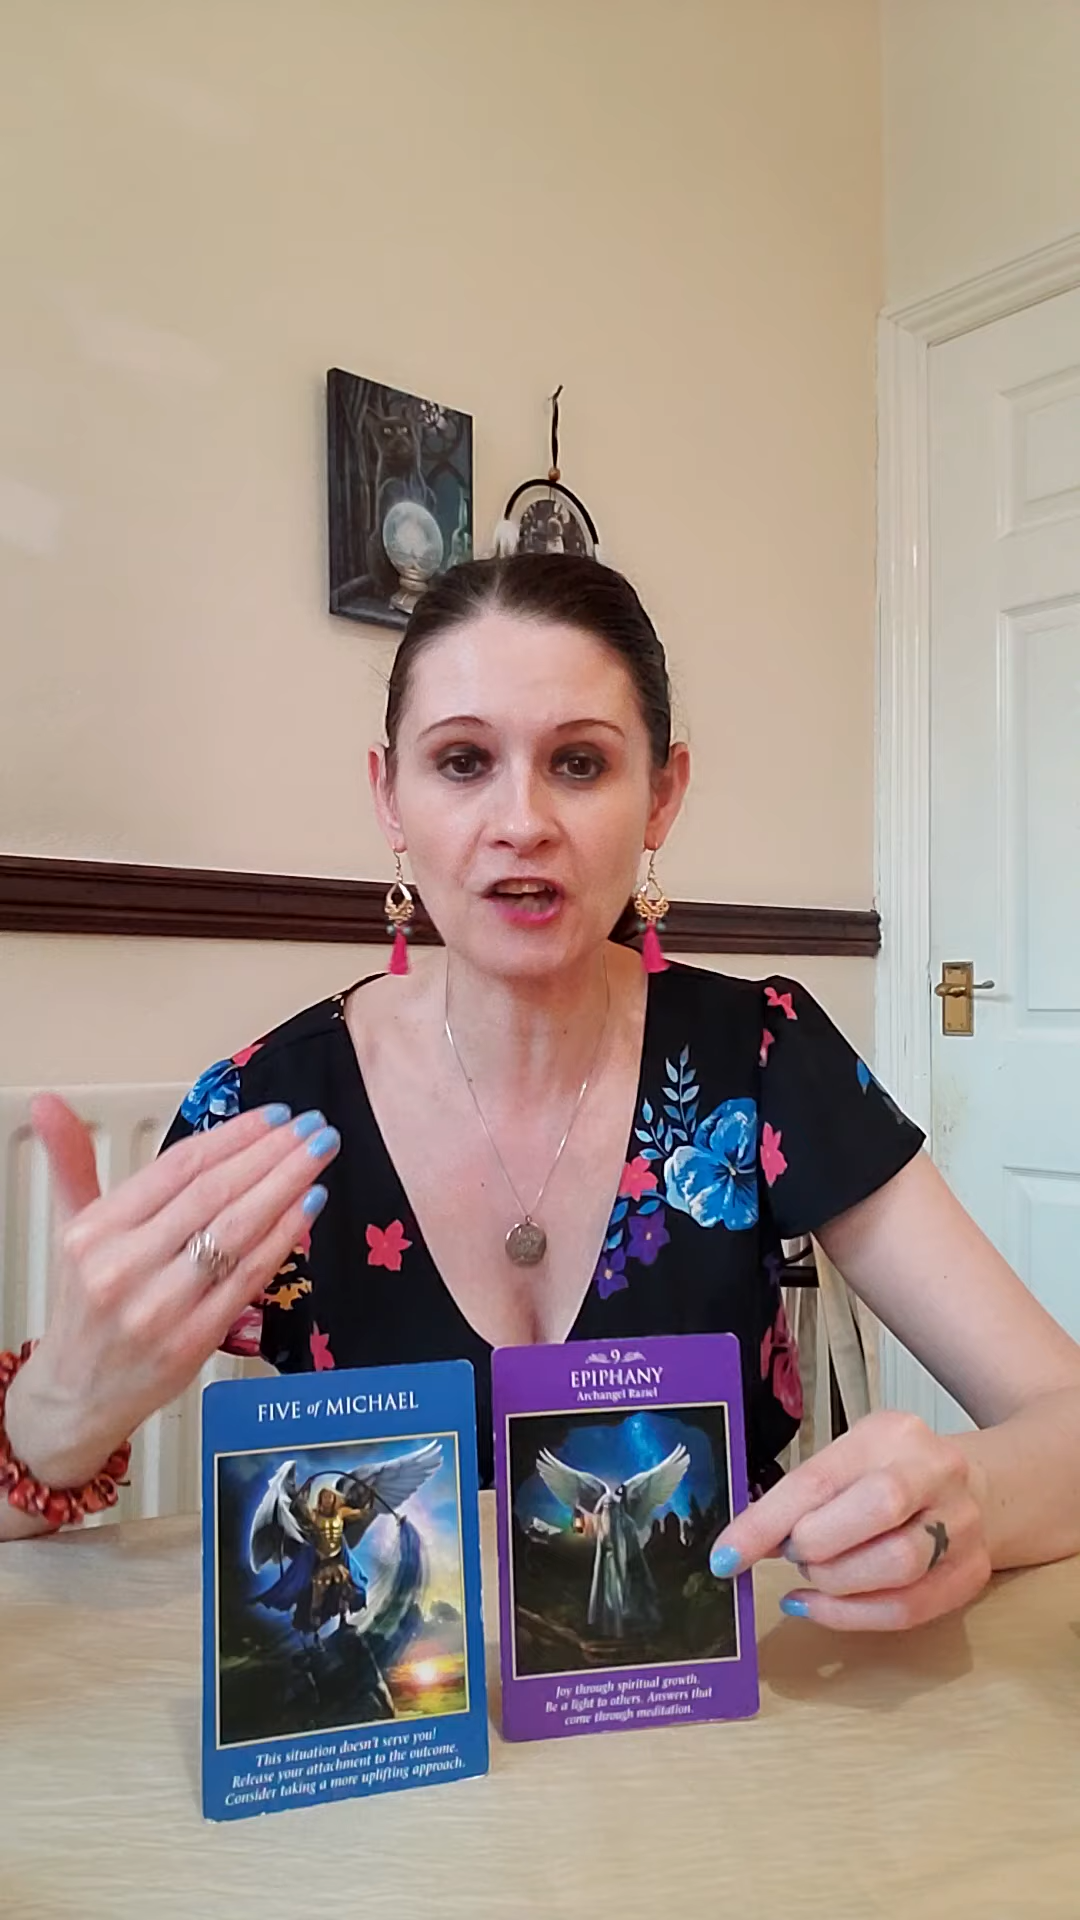 FIVE of MICHAEL
This situation doesn't serve you!
Release your attachment to the outcome.
Consider taking a more uplifting approach.
9
EPIPHANY
Archangel Raziel
Joy through spiritual growth.
Be a light to others. Answers that
come through meditation.